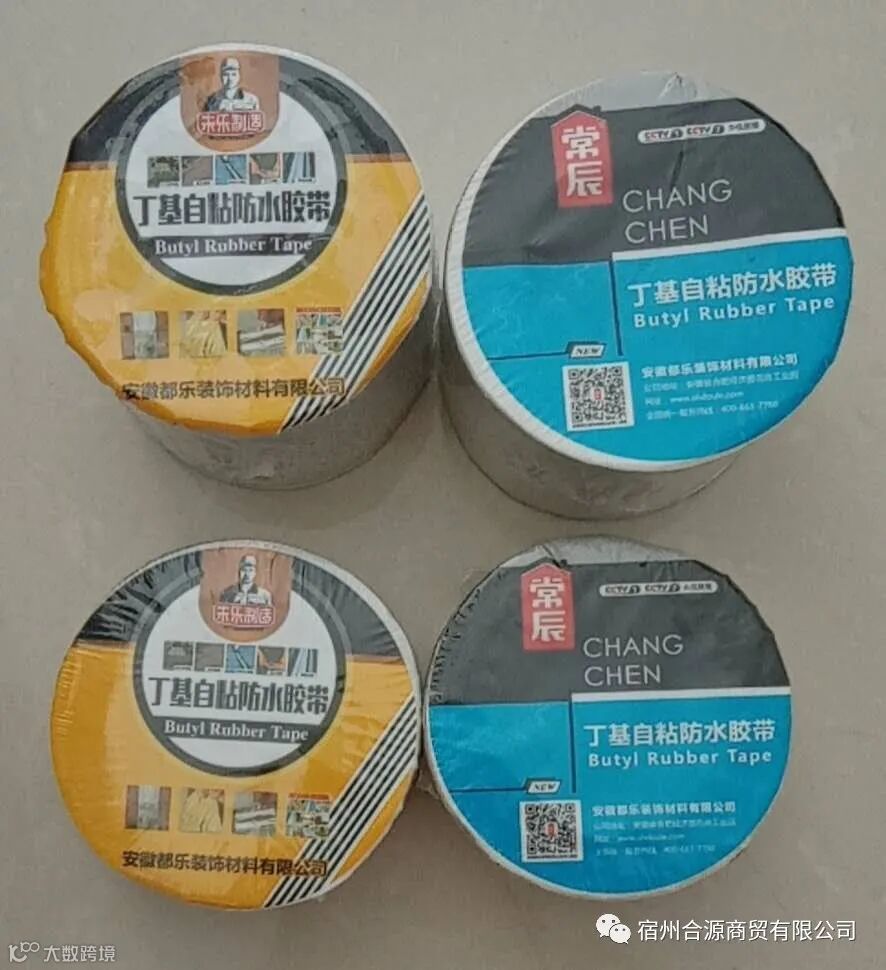 禾乐制造
丁基自粘防水胶带
Butyl Rubber Tape
安徽都乐装饰材料有限公司
常辰
CCTV
CCTV
CHANG
CHEN
丁基自粘防水胶带
Butyl Rubber Tape
NEW
安徽都乐装饰材料有限公司
禾乐制造
丁基自粘防水胶带
Butyl Rubber Tape
安徽都乐装饰材料有限公司
常辰
CCTV
CCTV
CHANG
CHEN
丁基自粘防水胶带
Butyl Rubber Tape
NEW
安徽都乐装饰材料有限公司
宿州合源商贸有限公司
大数跨境